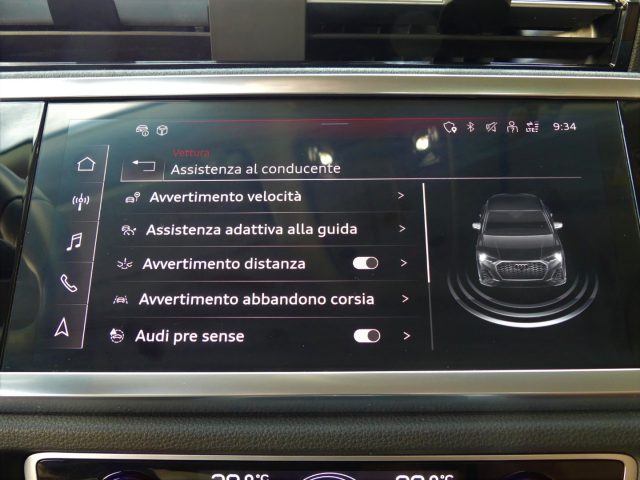 LTE
9:34
Vettura
Assistenza al conducente
Avvertimento velocità
Assistenza adattiva alla guida
Avvertimento distanza
Avvertimento abbandono corsia
Audi pre sense